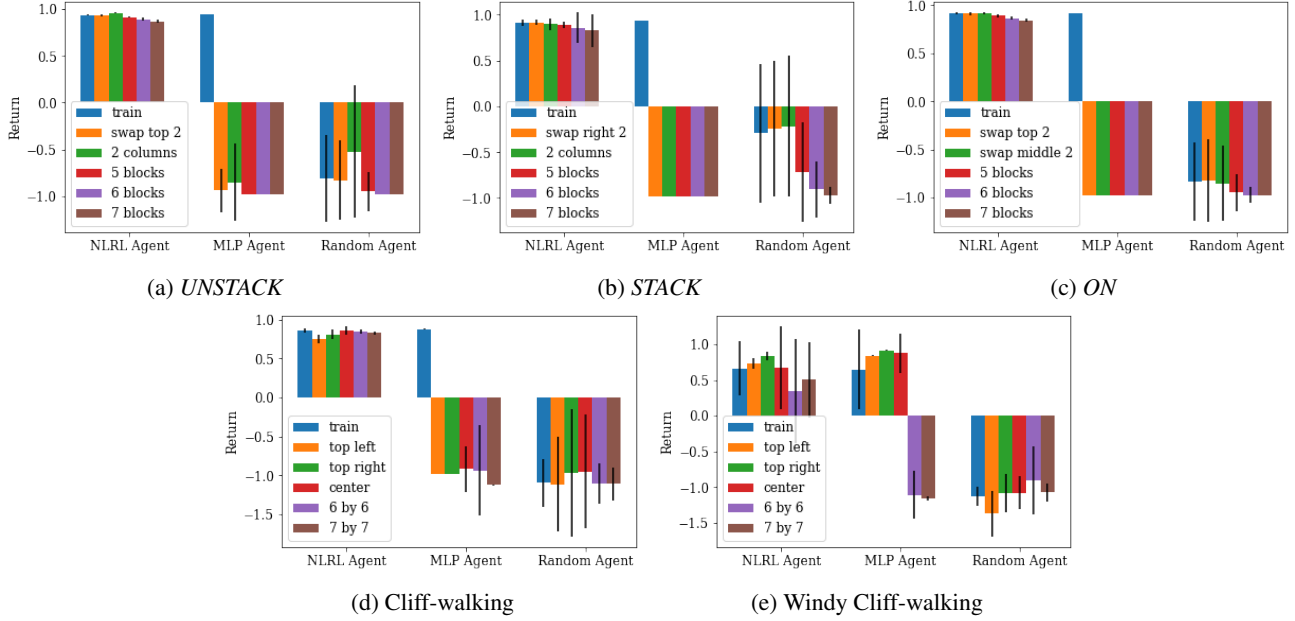 1.0
0.5
0.0
−0.5
−1.0
Return
train
swap top 2
2 columns
5 blocks
6 blocks
7 blocks
NLRL Agent MLP Agent Random Agent
(a) UNSTACK
1.0
0.5
0.0
−0.5
−1.0
Return
train
swap right 2
2 columns
5 blocks
6 blocks
7 blocks
NLRL Agent MLP Agent Random Agent
(b) STACK
1.0
0.5
0.0
−0.5
−1.0
Return
train
swap top 2
swap middle 2
5 blocks
6 blocks
7 blocks
NLRL Agent MLP Agent Random Agent
(c) ON
1.0
0.5
0.0
−0.5
−1.0
−1.5
Return
train
top left
top right
center
6 by 6
7 by 7
NLRL Agent MLP Agent Random Agent
(d) Cliff-walking
1.0
0.5
0.0
−0.5
−1.0
−1.5
Return
train
top left
top right
center
6 by 6
7 by 7
NLRL Agent MLP Agent Random Agent
(e) Windy Cliff-walking